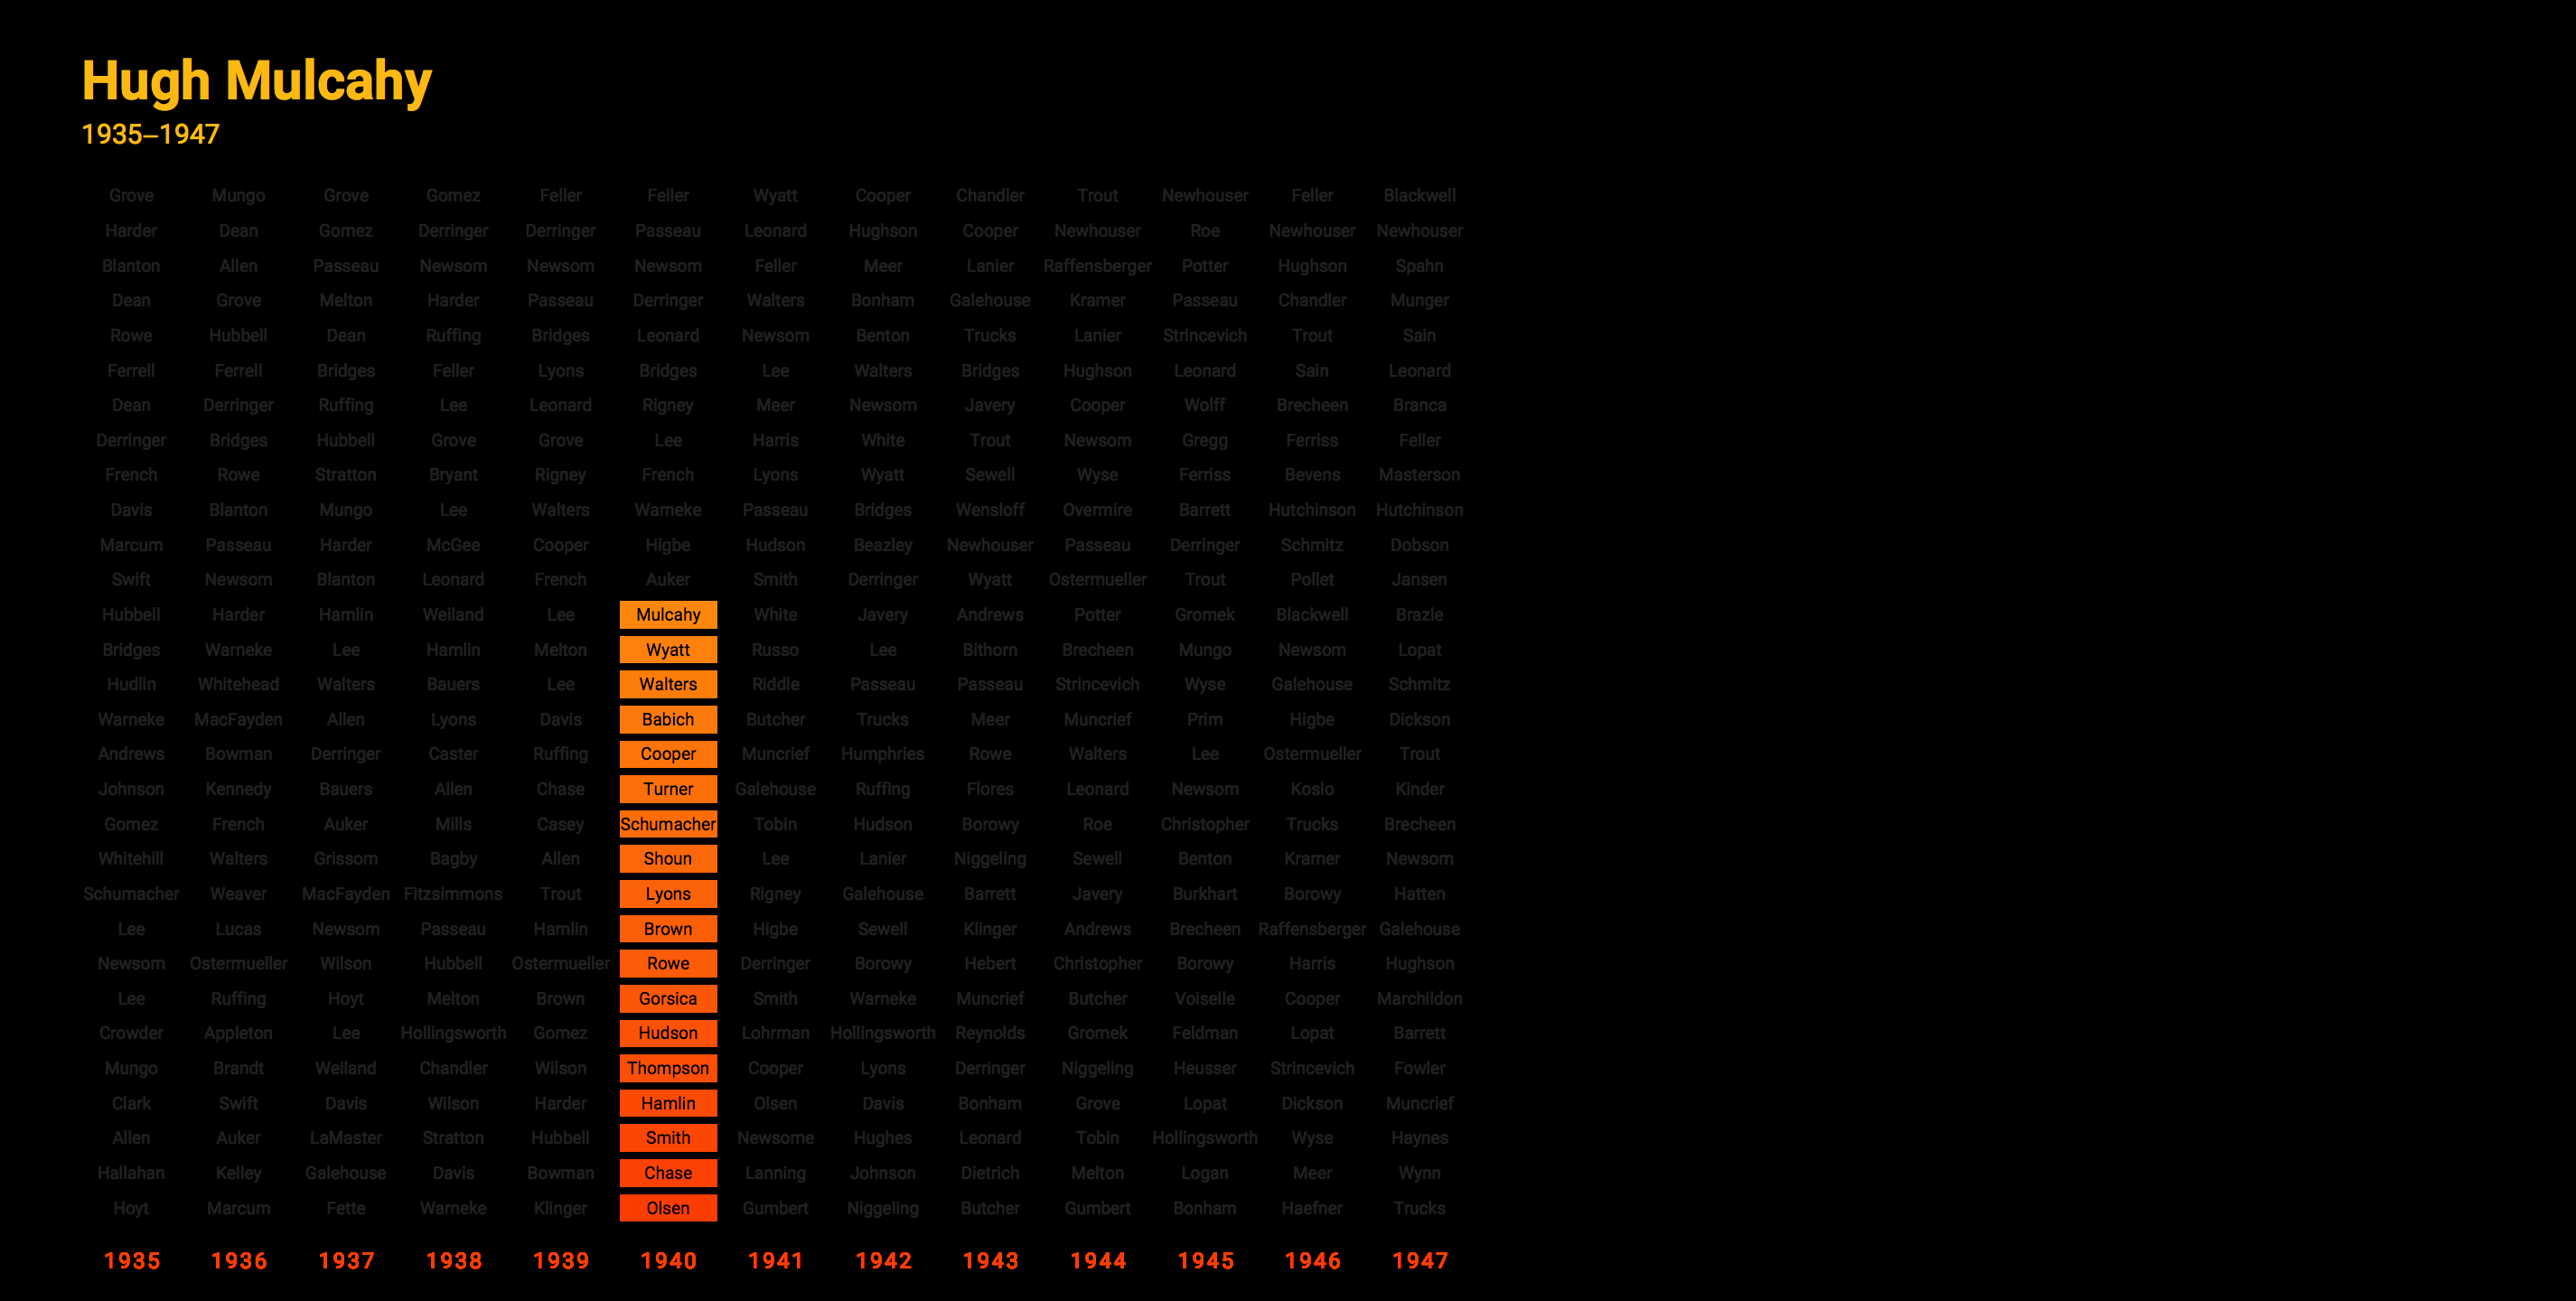 Hugh Mulcahy
1935–1947
Grove Mungo Grove Gomez Feller Feller Wyatt Cooper Chandler Trout Newhouser Feller Blackwell
Harder Dean Gomez Derringer Derringer Passeau Leonard Hughson Cooper Newhouser Roe Newhouser Newhouser
Blanton Allen Passeau Newsom Newsom Newsom Feller Meer Lanier Raffensberger Potter Hughson Spahn
Dean Grove Melton Harder Passeau Derringer Walters Bonham Galehouse Kramer Passeau Chandler Munger
Rowe Hubbell Dean Ruffing Bridges Leonard Newsom Benton Trucks Lanier Strincevich Trout Sain
Ferrell Ferrell Bridges Feller Lyons Bridges Lee Walters Bridges Hughson Leonard Sain Leonard
Dean Derringer Ruffing Lee Leonard Rigney Meer Newsom Javery Cooper Wolff Brecheen Branca
Derringer Bridges Hubbell Grove Grove Lee Harris White Trout Newsom Gregg Ferriss Feller
French Rowe Stratton Bryant Rigney French Lyons Wyatt Sewell Wyse Ferriss Bevens Masterson
Davis Blanton Mungo Lee Walters Warneke Passeau Bridges Wensloff Overmire Barrett Hutchinson Hutchinson
Marcum Passeau Harder McGee Cooper Higbe Hudson Beazley Newhouser Passeau Derringer Schmitz Dobson
Swift Newsom Blanton Leonard French Auker Smith Derringer Wyatt Ostermueller Trout Pollet Jansen
Hubbell Harder Hamlin Weiland Lee Mulcahy White Javery Andrews Potter Gromek Blackwell Brazle
Bridges Warneke Lee Hamlin Melton Wyatt Russo Lee Bithorn Brecheen Mungo Newsom Lopat
Hudlin Whitehead Walters Bauers Lee Walters Riddle Passeau Passeau Strincevich Wyse Galehouse Schmitz
Warneke MacFayden Allen Lyons Davis Babich Butcher Trucks Meer Muncrief Prim Higbe Dickson
Andrews Bowman Derringer Caster Ruffing Cooper Muncrief Humphries Rowe Walters Lee Ostermueller Trout
Johnson Kennedy Bauers Allen Chase Turner Galehouse Ruffing Flores Leonard Newsom Koslo Kinder
Gomez French Auker Mills Casey Schumacher Tobin Hudson Borowy Roe Christopher Trucks Brecheen
Whitehill Walters Grissom Bagby Allen Shoun Lee Lanier Niggeling Sewell Benton Kramer Newsom
Schumacher Weaver MacFayden Fitzsimmons Trout Lyons Rigney Galehouse Barrett Javery Burkhart Borowy Hatten
Lee Lucas Newsom Passeau Hamlin Brown Higbe Sewell Klinger Andrews Brecheen Raffensberger Galehouse
Newsom Ostermueller Wilson Hubbell Ostermueller Rowe Derringer Borowy Hebert Christopher Borowy Harris Hughson
Lee Ruffing Hoyt Melton Brown Gorsica Smith Warneke Muncrief Butcher Voiselle Cooper Marchildon
Crowder Appleton Lee Hollingsworth Gomez Hudson Lohrman Hollingsworth Reynolds Gromek Feldman Lopat Barrett
Mungo Brandt Weiland Chandler Wilson Thompson Cooper Lyons Derringer Niggeling Heusser Strincevich Fowler
Clark Swift Davis Wilson Harder Hamlin Olsen Davis Bonham Grove Lopat Dickson Muncrief
Allen Auker LaMaster Stratton Hubbell Smith Newsome Hughes Leonard Tobin Hollingsworth Wyse Haynes
Hallahan Kelley Galehouse Davis Bowman Chase Lanning Johnson Dietrich Melton Logan Meer Wynn
Hoyt Marcum Fette Warneke Klinger Olsen Gumbert Niggeling Butcher Gumbert Bonham Haefner Trucks
1935 1936 1937 1938 1939 1940 1941 1942 1943 1944 1945 1946 1947